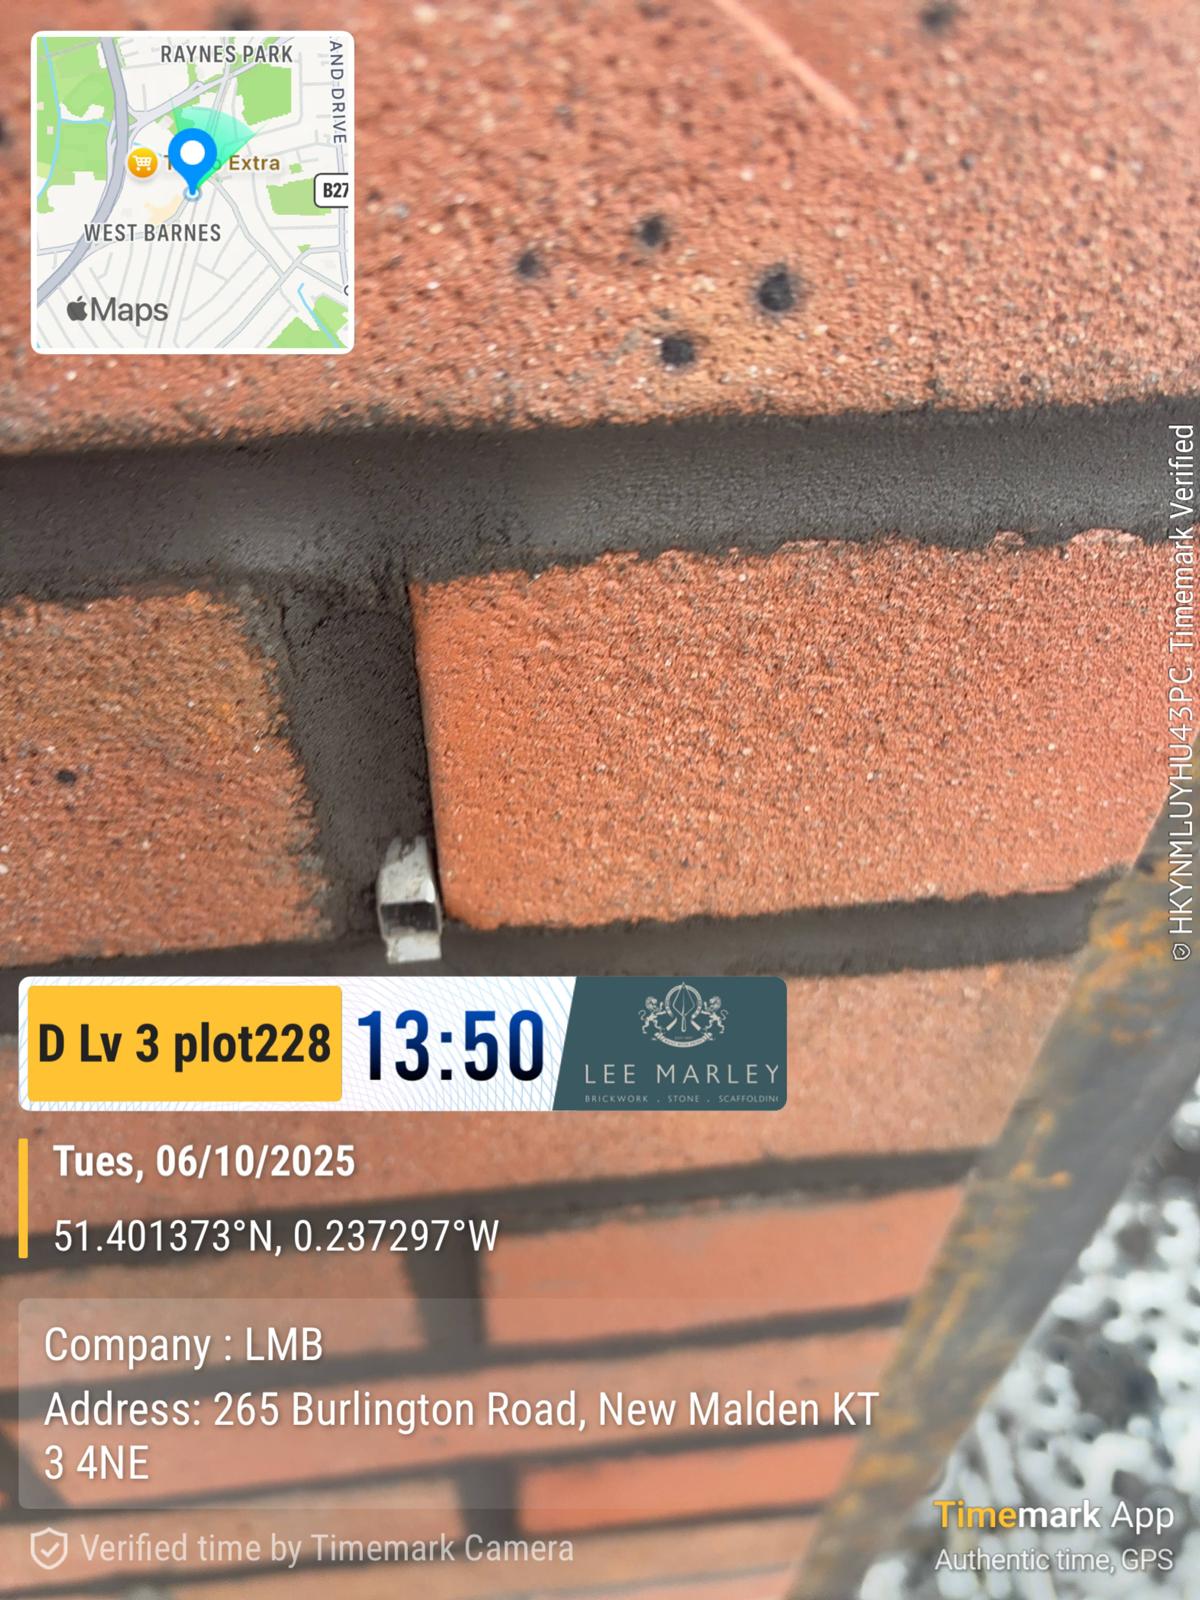 RAYNES PARK
AND DRIVE
Extra
B27
WEST BARNES
Maps
HKYNMLUYHU43PC Timemark Verified
D Lv 3 plot228
13:50
LEE MARLEY
BRICKWORK . STONE . SCAFFOLDIN
Tues, 06/10/2025
51.401373°N, 0.237297°W
Company : LMB
Address: 265 Burlington Road, New Malden KT
3 4NE
Verified time by Timemark Camera
Timemark App
Authentic time, GPS